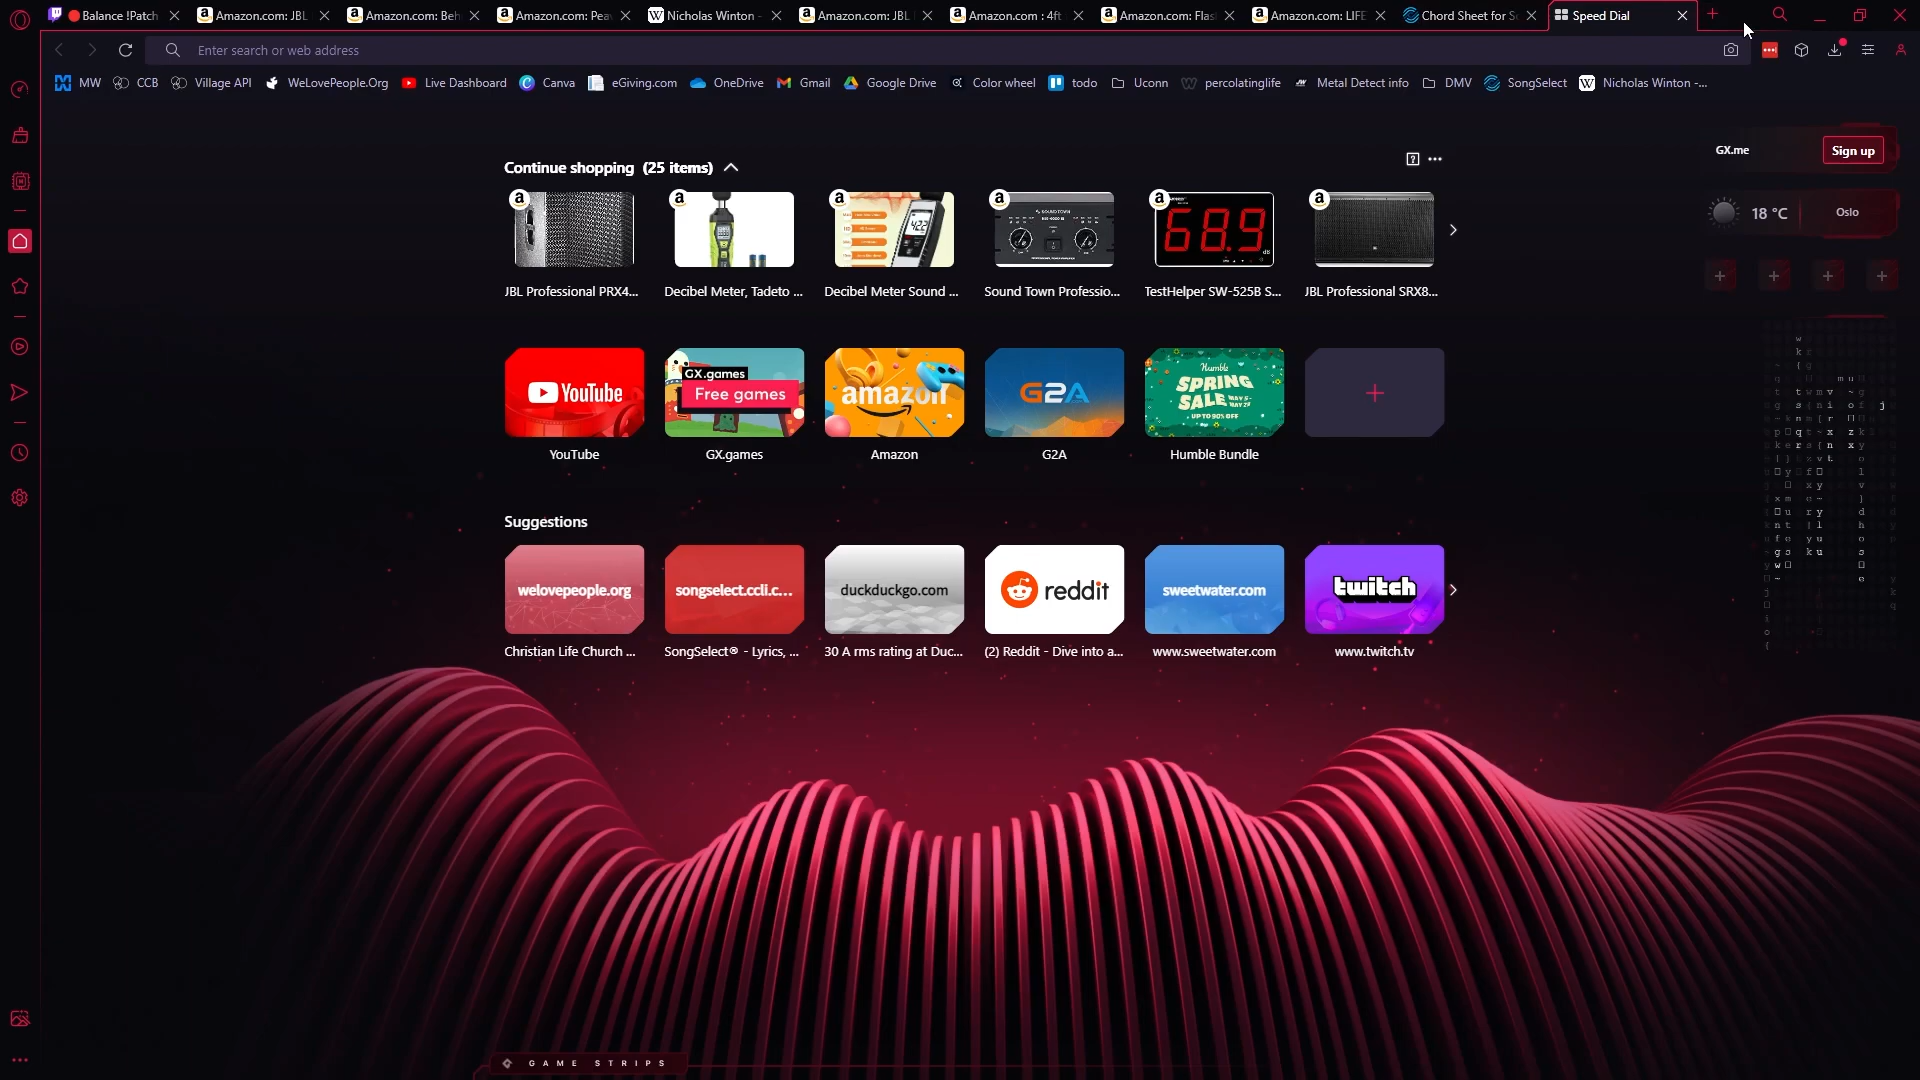 Balance !Patch
Amazon.com: JBL
Amazon.com: Beh
Amazon.com: Pea
Nicholas Winton -
Amazon.com: JBL
Amazon.com : 4ft
Amazon.com: Flas
Amazon.com: LIFE
Chord Sheet for So
Speed Dial
Enter search or web address
MW CCB Village API WeLovePeople.Org Live Dashboard Canva eGiving.com OneDrive Gmail Google Drive Color wheel todo Uconn percolatinglife Metal Detect info DMV SongSelect Nicholas Winton -...
Continue shopping (25 items)
GX.me
Sign up
18 °C
Oslo
68.9
JBL Professional PRX4...
Decibel Meter, Tadeto ...
Decibel Meter Sound ...
Sound Town Professio...
TestHelper SW-525B S...
JBL Professional SRX8...
YouTube
GX.games
Free games
amazon
G2A
Humble
SPRING
SALE
UP TO 90% OFF
YouTube
GX.games
Amazon
G2A
Humble Bundle
Suggestions
welovepeople.org
songselect.ccli.c...
duckduckgo.com
reddit
sweetwater.com
twitch
Christian Life Church ...
SongSelect® - Lyrics, ...
30 A rms rating at Duc...
(2) Reddit - Dive into a...
www.sweetwater.com
www.twitch.tv
GAME STRIPS